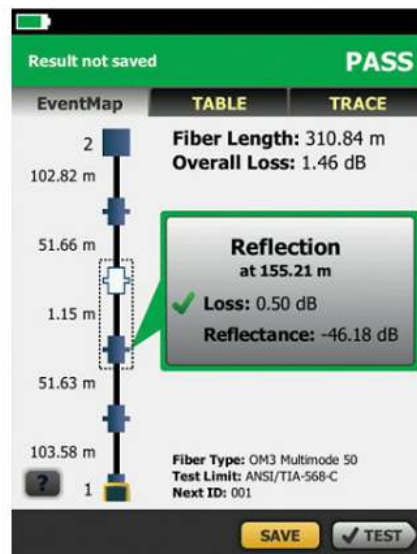 Result not saved
PASS
EventMap
TABLE
TRACE
2
Fiber Length: 310.84 m
Overall Loss: 1.46 dB
102.82 m
51.66 m
Reflection
at 155.21 m
Loss: 0.50 dB
Reflectance: -46.18 dB
1.15 m
51.63 m
103.58 m
Fiber Type: OM3 Multimode 50
Test Limit: ANSI/TIA-568-C
Next ID: 001
?
1
SAVE
TEST